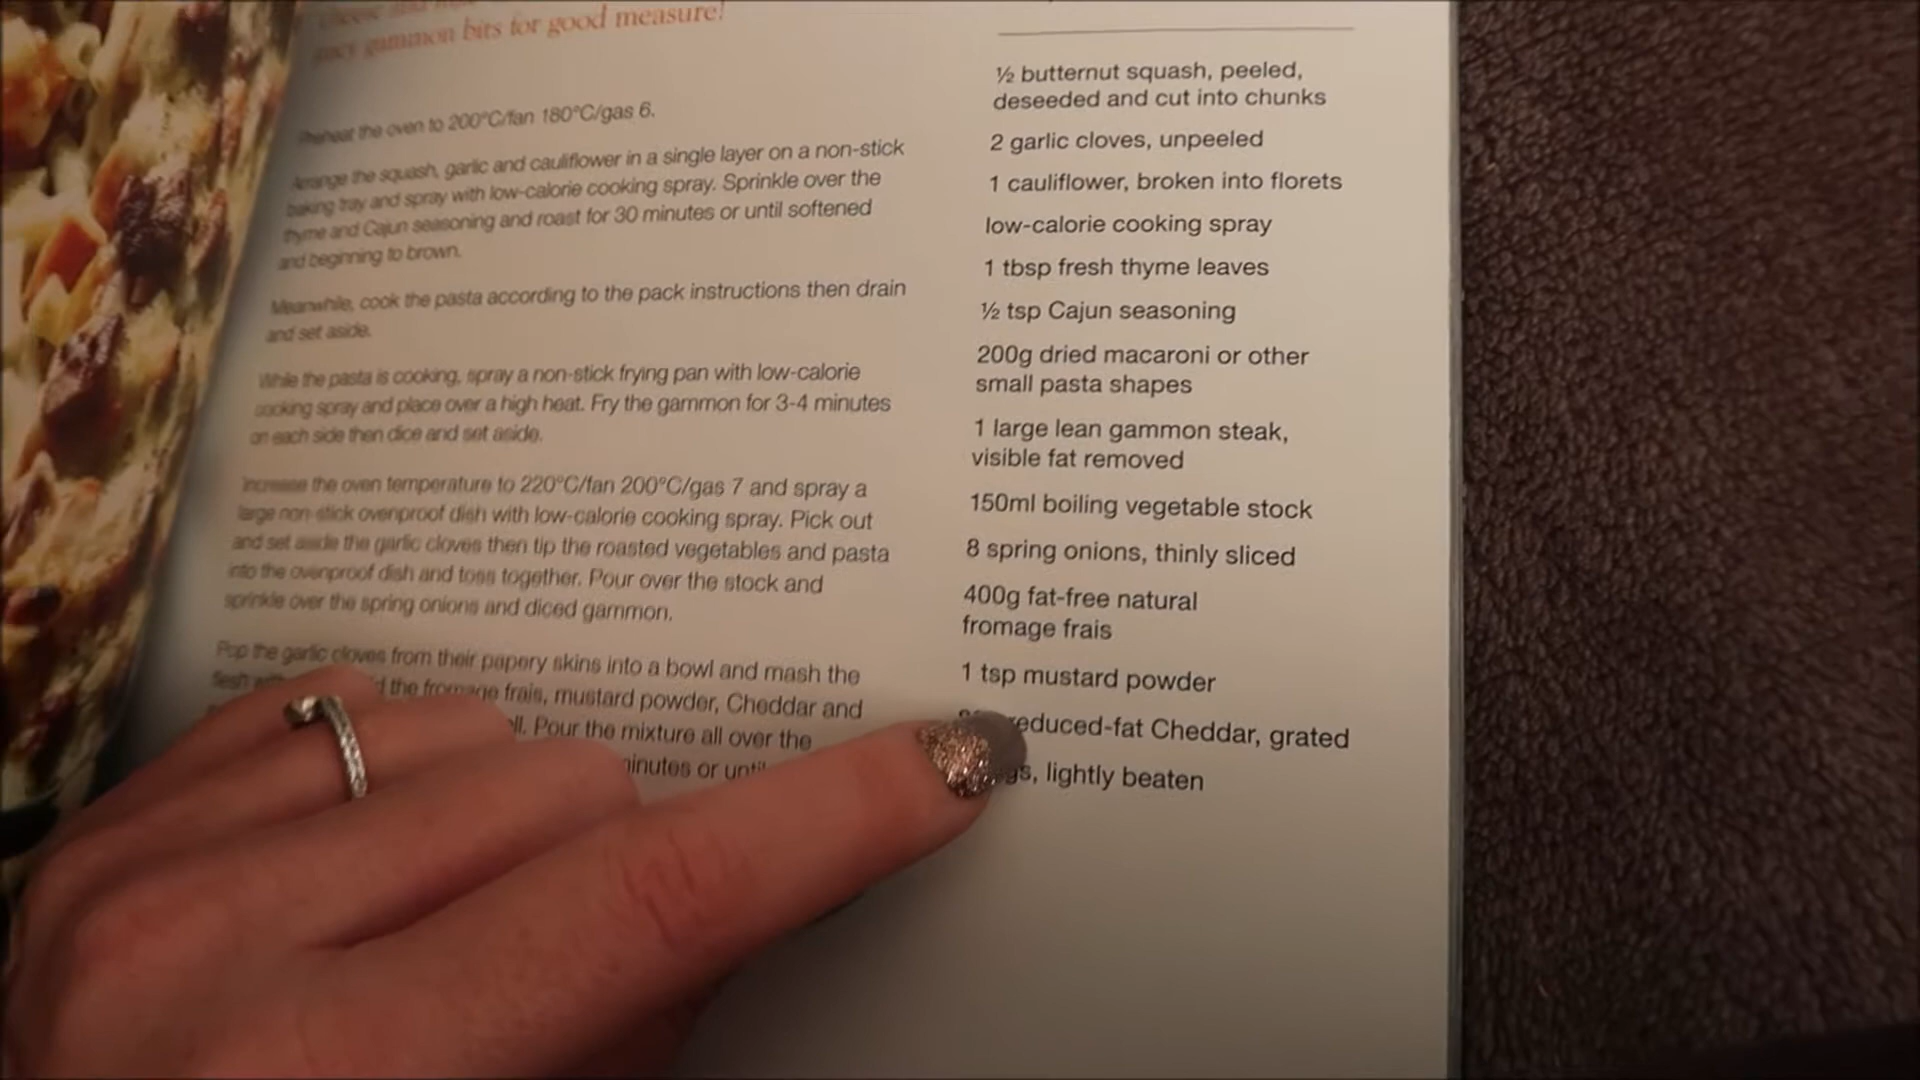 juicy gammon bits for good measure!
Preheat the oven to 200°C/fan 180°C/gas 6.
Arrange the squash, garlic and cauliflower in a single layer on a non-stick
baking tray and spray with low-calorie cooking spray. Sprinkle over the
thyme and Cajun seasoning and roast for 30 minutes or until softened
and beginning to brown.
Meanwhile, cook the pasta according to the pack instructions then drain
and set aside.
While the pasta is cooking, spray a non-stick frying pan with low-calorie
cooking spray and place over a high heat. Fry the gammon for 3-4 minutes
on each side then dice and set aside.
Increase the oven temperature to 220°C/fan 200°C/gas 7 and spray a
large non-stick ovenproof dish with low-calorie cooking spray. Pick out
and set aside the garlic cloves then tip the roasted vegetables and pasta
into the ovenproof dish and toss together. Pour over the stock and
sprinkle over the spring onions and diced gammon.
Pop the garlic cloves from their papery skins into a bowl and mash the
flesh the fromage frais, mustard powder, Cheddar and
Pour the mixture all over the
or
½ butternut squash, peeled,
deseeded and cut into chunks
2 garlic cloves, unpeeled
1 cauliflower, broken into florets
low-calorie cooking spray
1 tbsp fresh thyme leaves
½ tsp Cajun seasoning
200g dried macaroni or other
small pasta shapes
1 large lean gammon steak,
visible fat removed
150ml boiling vegetable stock
8 spring onions, thinly sliced
400g fat-free natural
fromage frais
1 tsp mustard powder
reduced-fat Cheddar, grated
lightly beaten